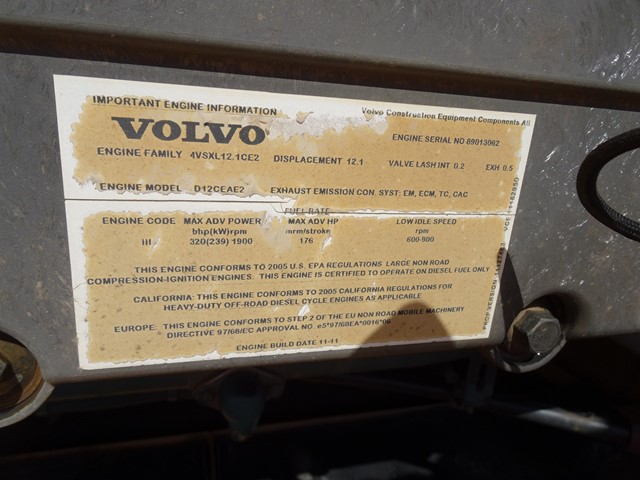 IMPORTANT ENGINE INFORMATION
Volvo Construction Equipment Components AB
VOLVO
ENGINE SERIAL NO 89013062
ENGINE FAMILY 4VSXL12.1CE2 DISPLACEMENT 12.1 VALVE LASH INT. 0.2 EXH 0.5
ENGINE MODEL D12CEAE2 EXHAUST EMISSION CON. SYST: EM, ECM, TC, CAC
FUEL RATE
ENGINE CODE MAX ADV POWER MAX ADV HP LOW IDLE SPEED
bhp(kW)rpm mrm/stroke rpm
III 320(239) 1900 176 600-900
THIS ENGINE CONFORMS TO 2005 U.S. EPA REGULATIONS LARGE NON ROAD
COMPRESSION-IGNITION ENGINES. THIS ENGINE IS CERTIFIED TO OPERATE ON DIESEL FUEL ONLY
CALIFORNIA: THIS ENGINE CONFORMS TO 2005 CALIFORNIA REGULATIONS FOR
HEAVY-DUTY OFF-ROAD DIESEL CYCLE ENGINES AS APPLICABLE
EUROPE: THIS ENGINE CONFORMS TO STEP 2 OF THE EU NON ROAD MOBILE MACHINERY
DIRECTIVE 97/68/EC APPROVAL NO. e5*97/68EA*0016*06
ENGINE BUILD DATE 11-11